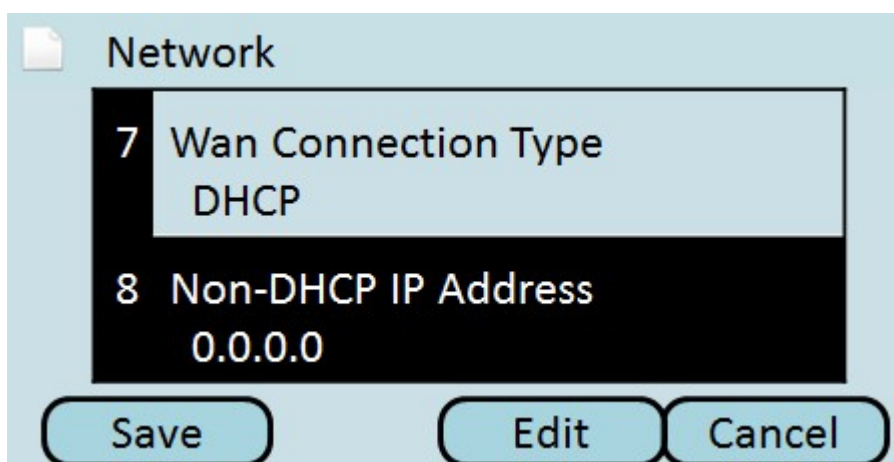 Network
7 Wan Connection Type
DHCP
8 Non-DHCP IP Address
0.0.0.0
Save Edit Cancel